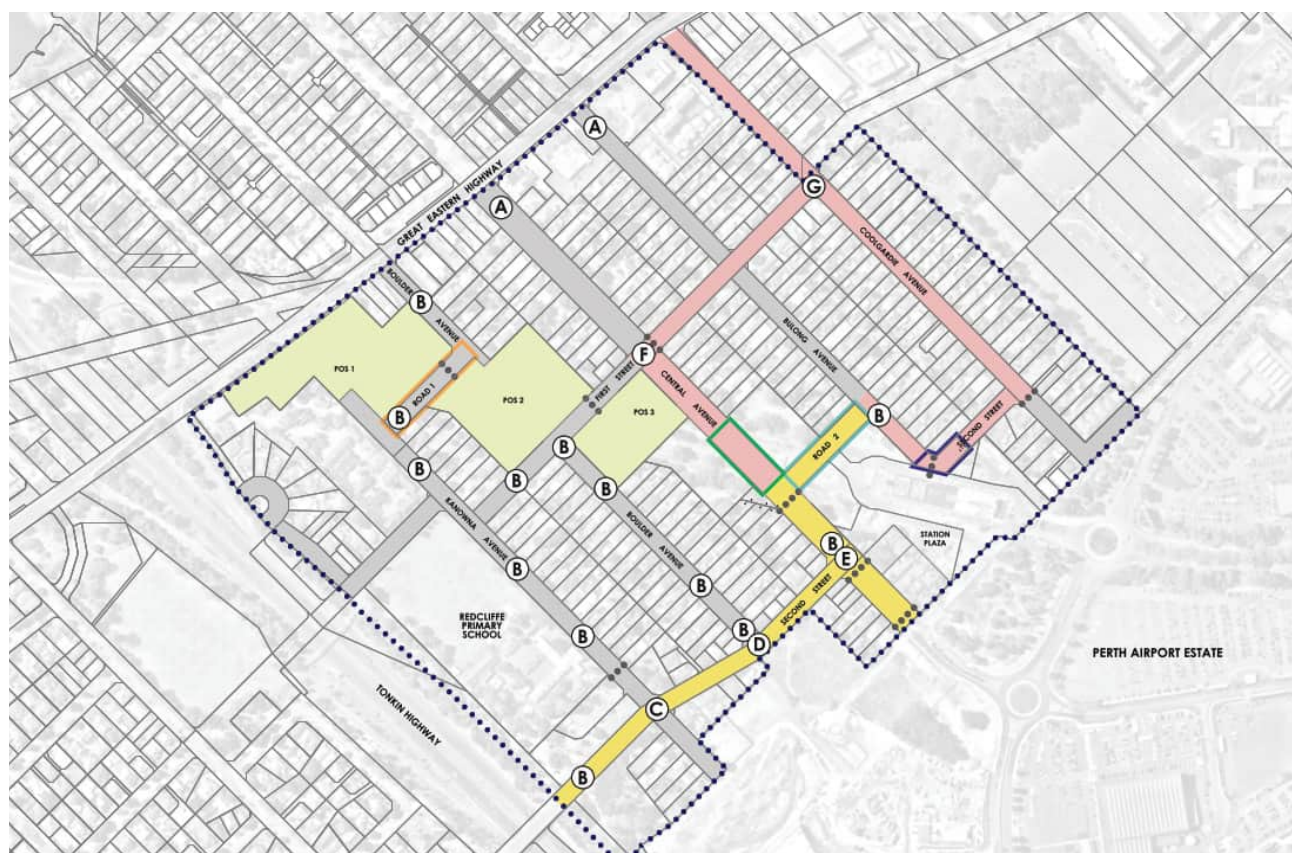 A
G
A
GREAT EASTERN HIGHWAY
COOLGARDIE AVENUE
BOULDER AVENUE
B
BULONG AVENUE
F
FIRST STREET
CENTRAL AVENUE
POS 1
ROAD 1
B
POS 2
POS 3
B
SECOND STREET
ROAD 2
B
B
B
B
KANOWNA AVENUE
BOULDER AVENUE
STATION PLAZA
B
E
B
B
SECOND STREET
REDCLIFFE
PRIMARY
SCHOOL
B
B
D
PERTH AIRPORT ESTATE
TONKIN HIGHWAY
C
B